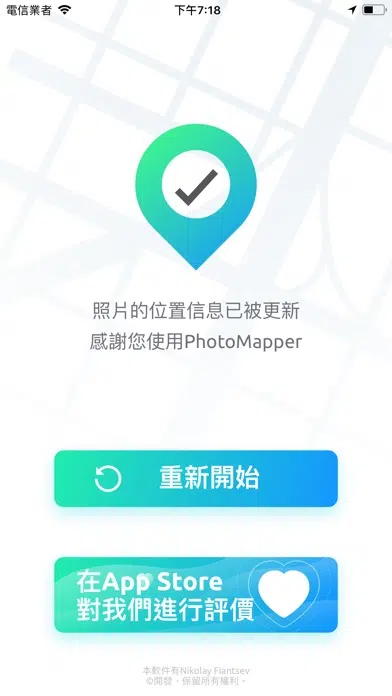 電信業者 下午7:18
照片的位置信息已被更新
感謝您使用PhotoMapper
重新開始
在App Store
對我們進行評價
本軟件有Nikolay Fiantsev
©開發，保留所有權利。